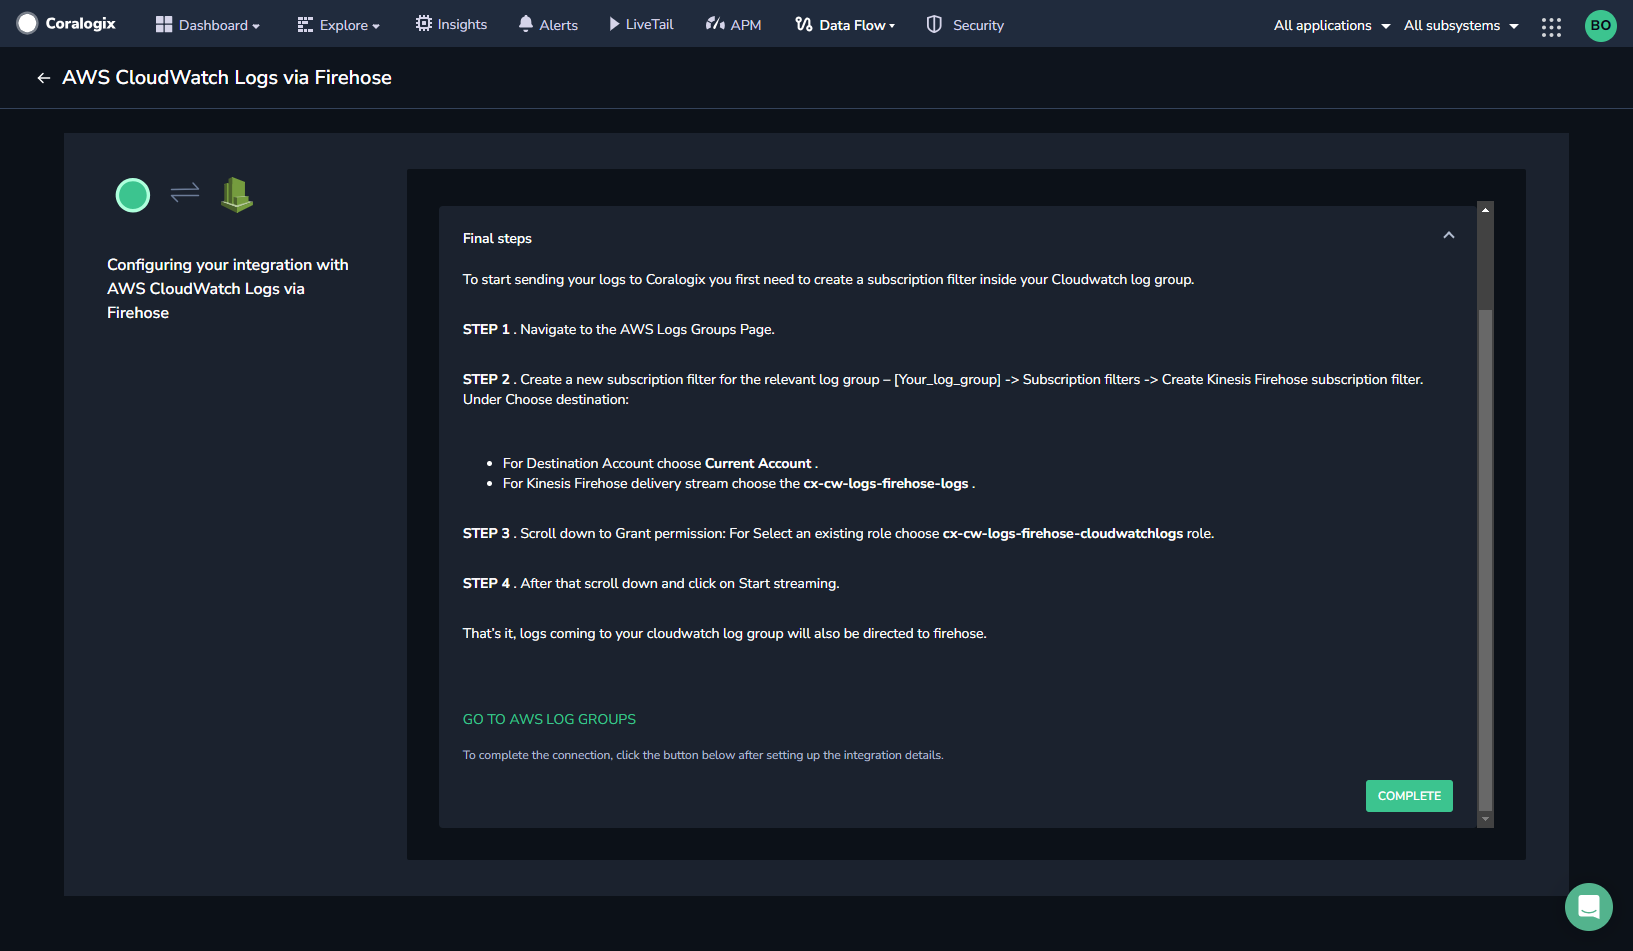 Coralogix
Dashboard
Explore
Insights
Alerts
LiveTail
APM
Data Flow
Security
All applications
All subsystems
BO
AWS CloudWatch Logs via Firehose
Configuring your integration with
AWS CloudWatch Logs via
Firehose
Final steps
To start sending your logs to Coralogix you first need to create a subscription filter inside your Cloudwatch log group.
STEP 1 . Navigate to the AWS Logs Groups Page.
STEP 2 . Create a new subscription filter for the relevant log group – [Your_log_group] -> Subscription filters -> Create Kinesis Firehose subscription filter.
Under Choose destination:
• For Destination Account choose Current Account .
• For Kinesis Firehose delivery stream choose the cx-cw-logs-firehose-logs .
STEP 3 . Scroll down to Grant permission: For Select an existing role choose cx-cw-logs-firehose-cloudwatchlogs role.
STEP 4 . After that scroll down and click on Start streaming.
That's it, logs coming to your cloudwatch log group will also be directed to firehose.
GO TO AWS LOG GROUPS
To complete the connection, click the button below after setting up the integration details.
COMPLETE